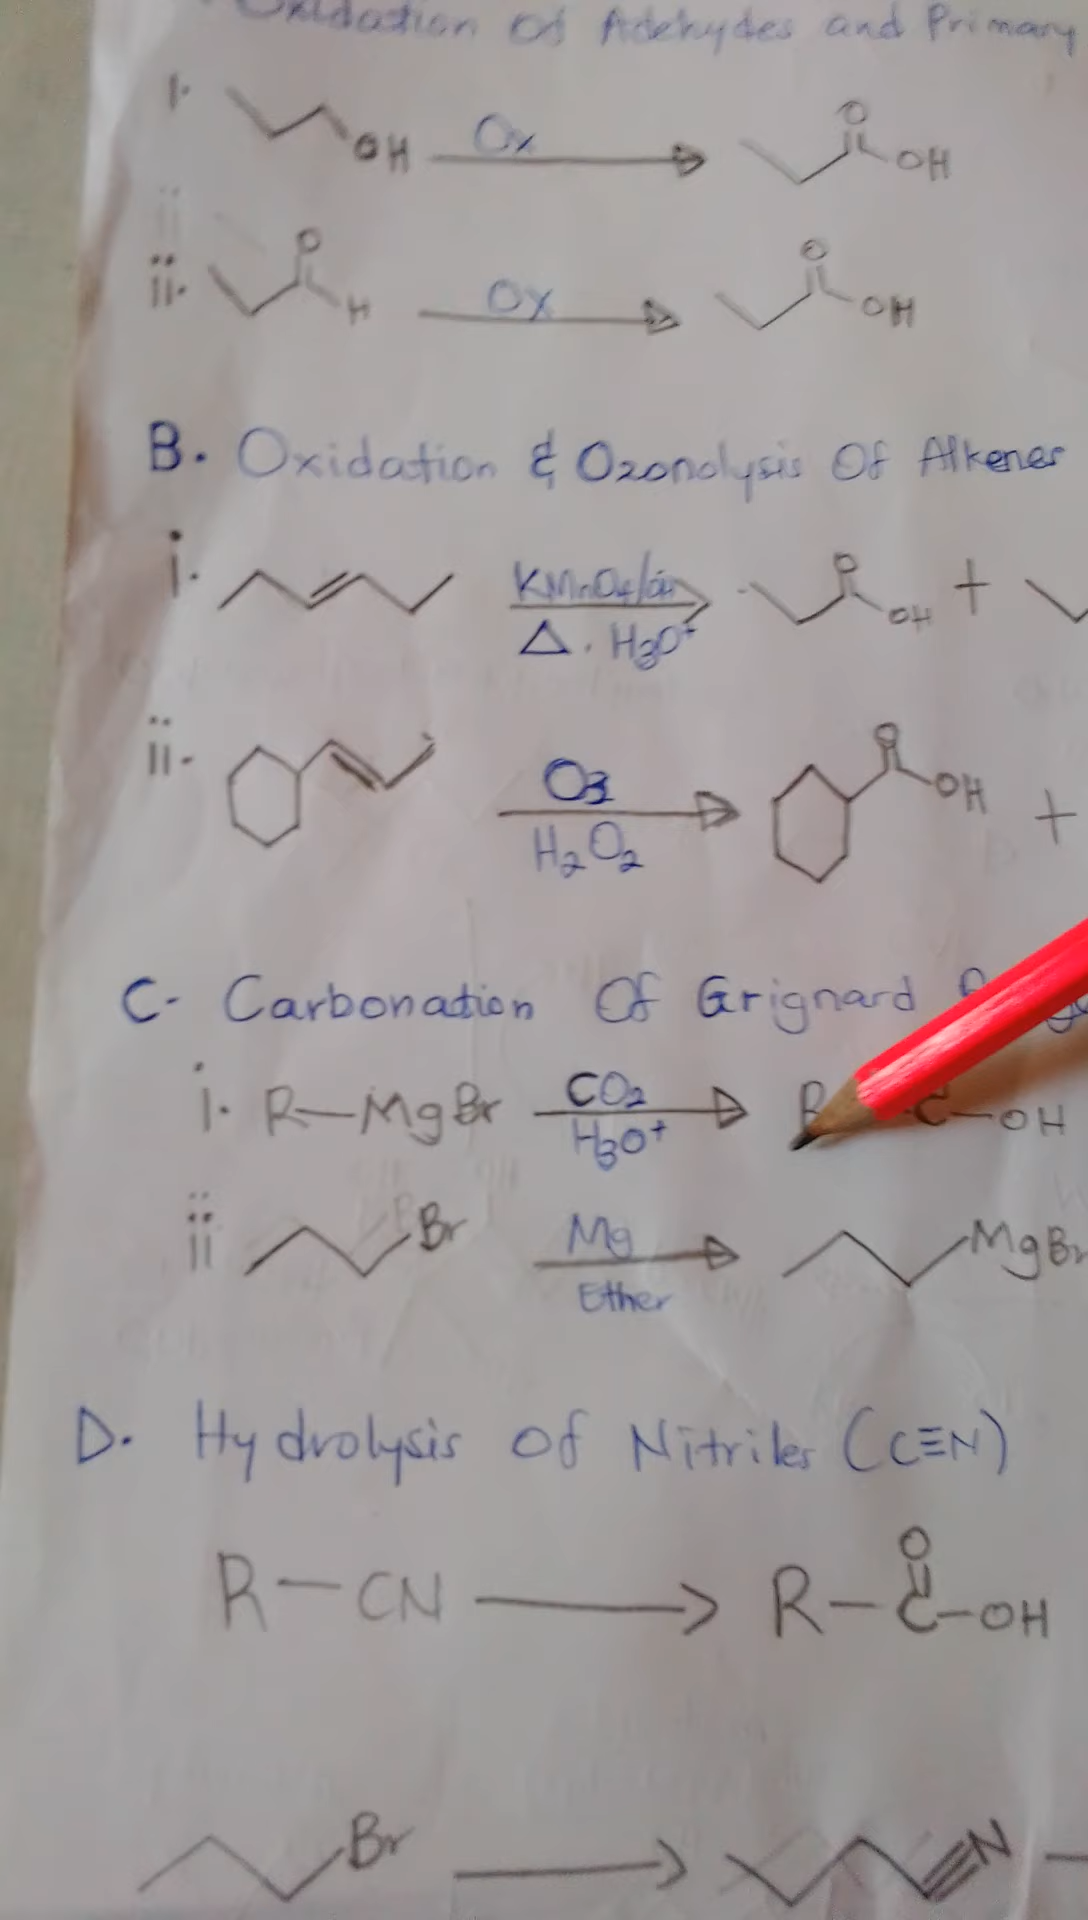 Oxidation Of Adehydes and Primary
i. OH Ox O OH
ii. O H OX O OH
B. Oxidation & Ozonolysis Of Alkenes
i. KMnO4/ Δ. H3O+ O OH +
ii. O3 H2O2 O OH +
C- Carbonation Of Grignard
i. R—MgBr CO2 H3O+ R C—OH
ii Br Mg Ether MgBr
D. Hydrolysis Of Nitriles (C≡N)
R—CN → R—C—OH O
Br → N